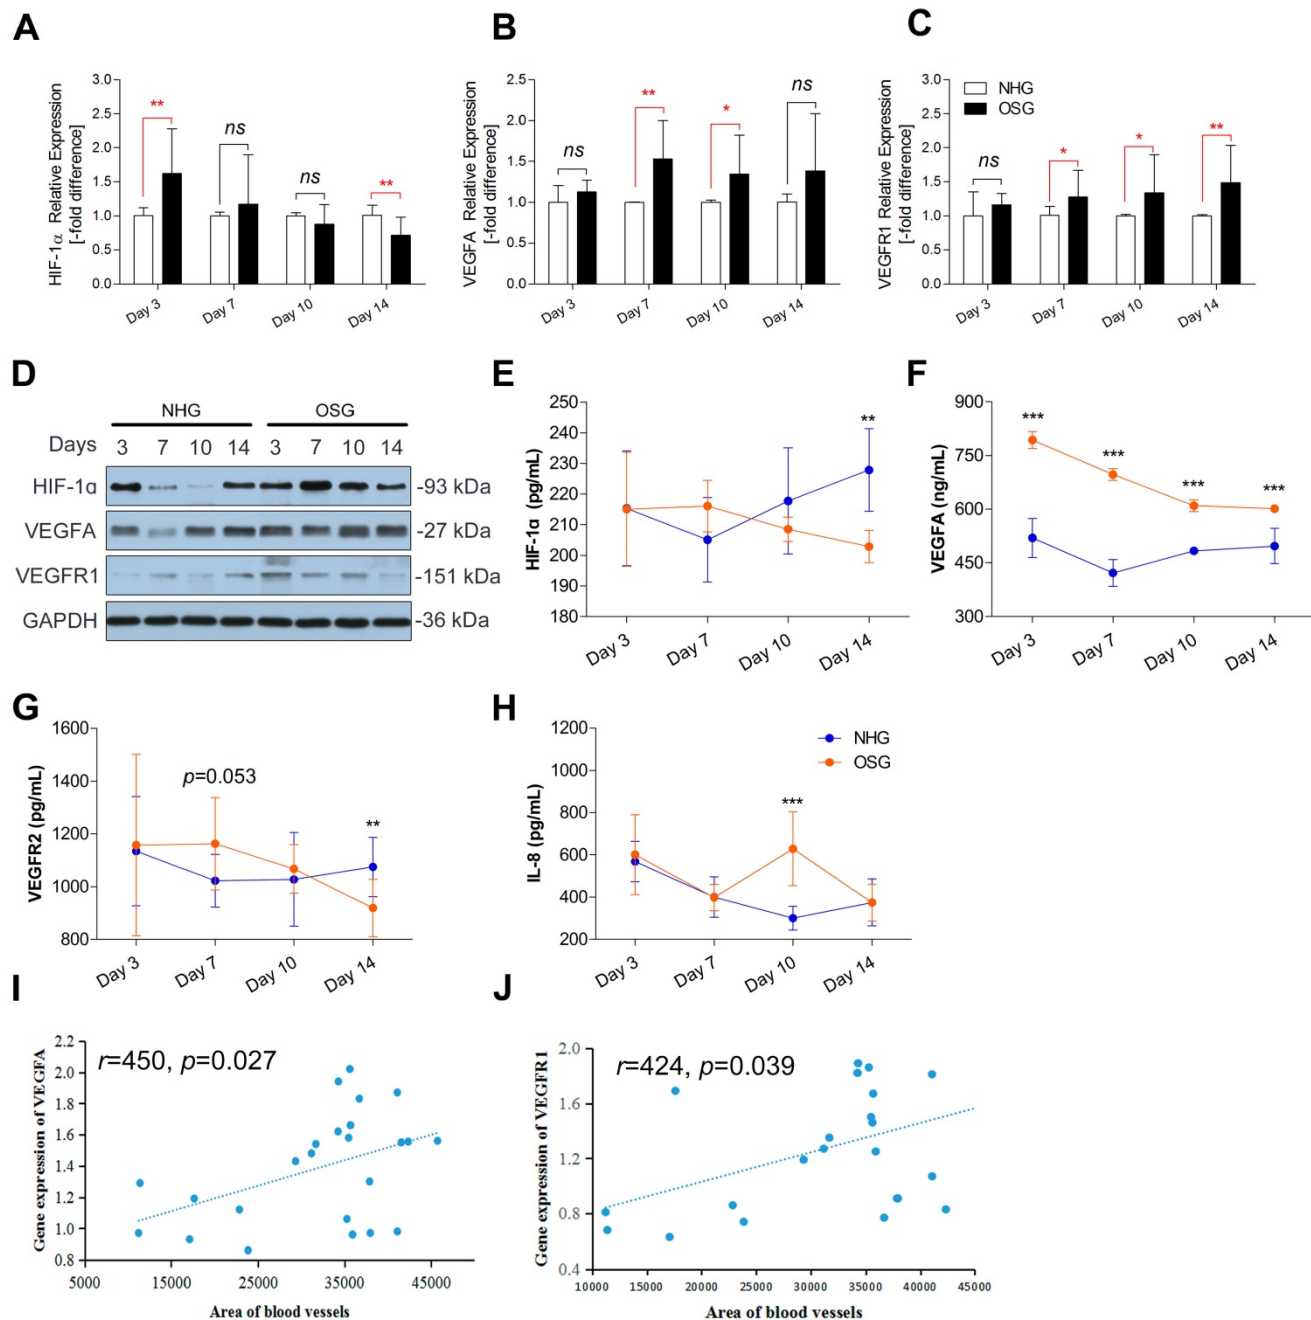 A
B
C
HIF-1α Relative Expression
[-fold difference]
3.0
2.5
2.0
1.5
1.0
0.5
0.0
**
ns
ns
**
Day 3
Day 7
Day 10
Day 14
VEGFA Relative Expression
[-fold difference]
2.5
2.0
1.5
1.0
0.5
0.0
ns
**
*
ns
Day 3
Day 7
Day 10
Day 14
VEGFR1 Relative Expression
[-fold difference]
3.0
2.5
2.0
1.5
1.0
0.5
0.0
NHG
OSG
ns
*
*
**
Day 3
Day 7
Day 10
Day 14
D
NHG OSG
Days 3 7 10 14 3 7 10 14
HIF-1α -93 kDa
VEGFA -27 kDa
VEGFR1 -151 kDa
GAPDH -36 kDa
E
HIF-1α (pg/mL)
250
240
230
220
210
200
190
180
**
Day 3
Day 7
Day 10
Day 14
F
VEGFA (ng/mL)
900
750
600
450
300
***
***
***
***
Day 3
Day 7
Day 10
Day 14
G
VEGFR2 (pg/mL)
1600
1400
1200
1000
800
p=0.053
**
Day 3
Day 7
Day 10
Day 14
H
IL-8 (pg/mL)
1200
1000
800
600
400
200
NHG
OSG
***
Day 3
Day 7
Day 10
Day 14
I
Gene expression of VEGFA
2.2
2.0
1.8
1.6
1.4
1.2
1.0
0.8
r=450, p=0.027
5000 15000 25000 35000 45000
Area of blood vessels
J
Gene expression of VEGFR1
2.0
1.6
1.2
0.8
0.4
r=424, p=0.039
10000 15000 20000 25000 30000 35000 40000 45000
Area of blood vessels